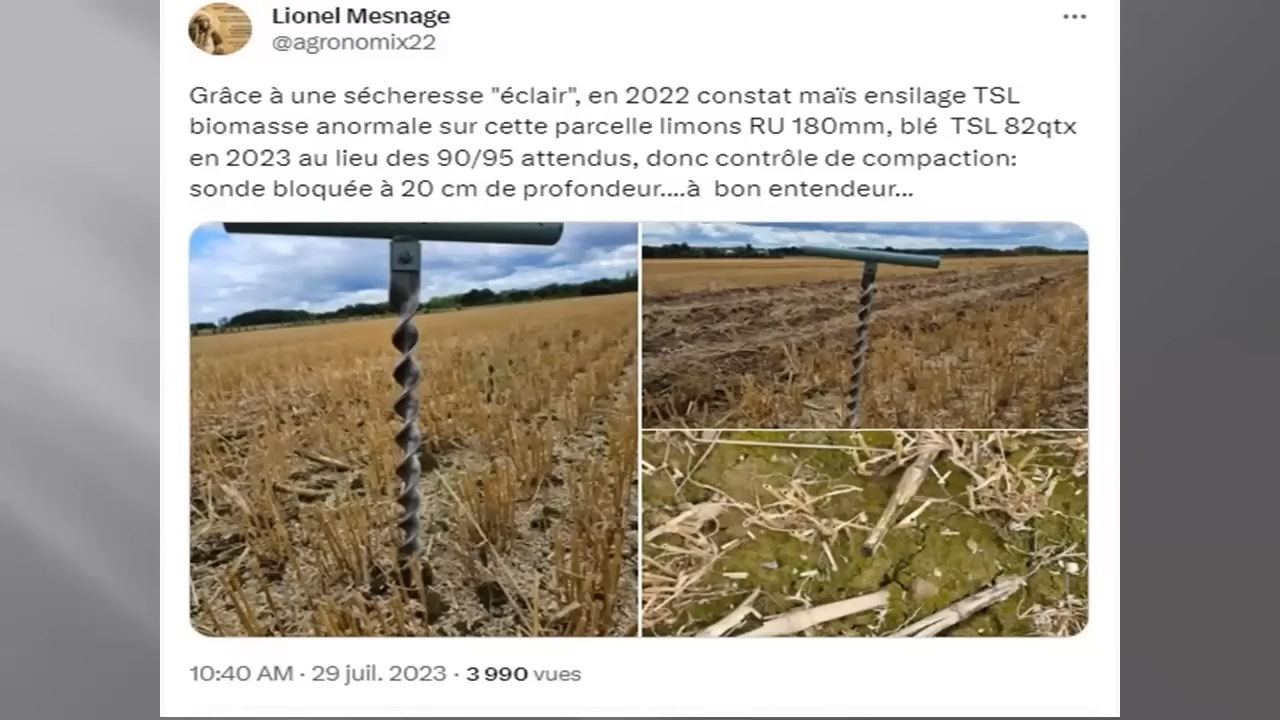 Lionel Mesnage
@agronomix22
Grâce à une sécheresse "éclair", en 2022 constat maïs ensilage TSL
biomasse anormale sur cette parcelle limons RU 180mm, blé  TSL 82qtx
en 2023 au lieu des 90/95 attendus, donc contrôle de compaction:
sonde bloquée à 20 cm de profondeur....à  bon entendeur...
10:40 AM · 29 juil. 2023 · 3 990 vues